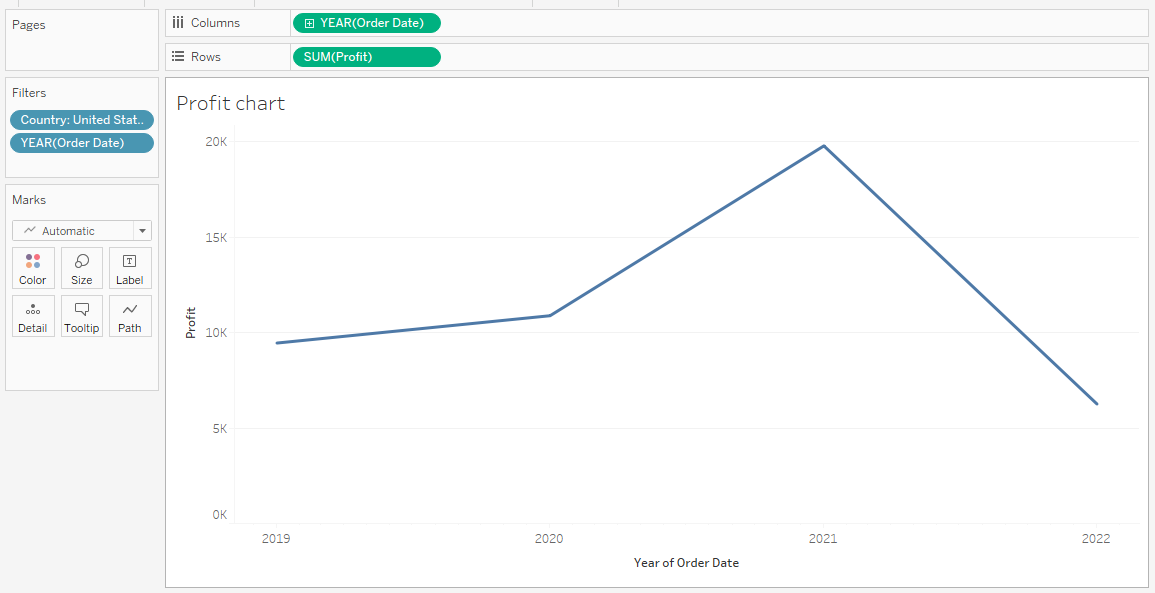 Pages
Columns
YEAR(Order Date)
Rows
SUM(Profit)
Filters
Country: United Stat..
YEAR(Order Date)
Marks
Automatic
Color
Size
Label
Detail
Tooltip
Path
Profit chart
20K
15K
10K
5K
0K
Profit
2019
2020
2021
2022
Year of Order Date